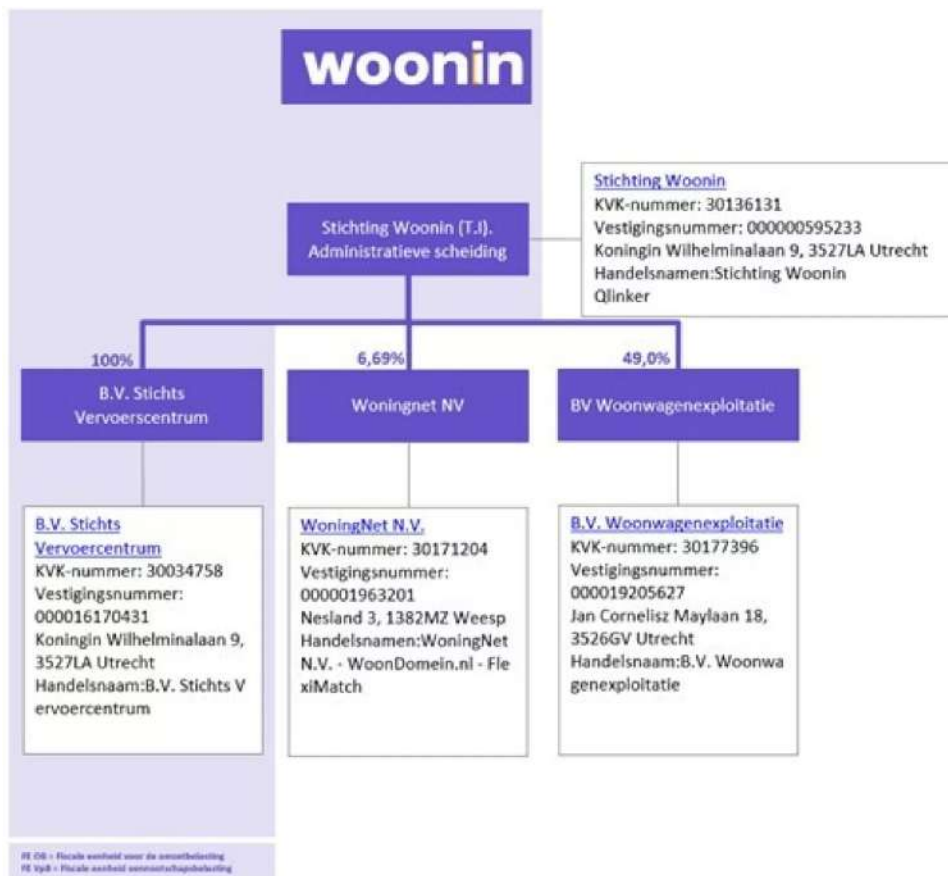 woonin
Stichting Woonin
KVK-nummer: 30136131
Vestigingsnummer: 000000595233
Koningin Wilhelminalaan 9, 3527LA Utrecht
Handelsnamen:Stichting Woonin
Qlinker
Stichting Woonin (T.I).
Administratieve scheiding
100%
6,69%
49,0%
B.V. Stichts
Vervoerscentrum
Woningnet NV
BV Woonwagenexploitatie
B.V. Stichts
Vervoercentrum
KVK-nummer: 30034758
Vestigingsnummer:
000016170431
Koningin Wilhelminalaan 9,
3527LA Utrecht
Handelsnaam:B.V. Stichts V
ervoercentrum
WoningNet N.V.
KVK-nummer: 30171204
Vestigingsnummer:
000001963201
Nesland 3, 1382MZ Weesp
Handelsnamen:WoningNet
N.V. - WoonDomein.nl - Fle
xiMatch
B.V. Woonwagenexploitatie
KVK-nummer: 30177396
Vestigingsnummer:
000019205627
Jan Cornelisz Maylaan 18,
3526GV Utrecht
Handelsnaam:B.V. Woonwa
genexploitatie
FE OB = Fiscale eenheid voor de omzetbelasting
FE VpB = Fiscale eenheid vennootschapsbelasting